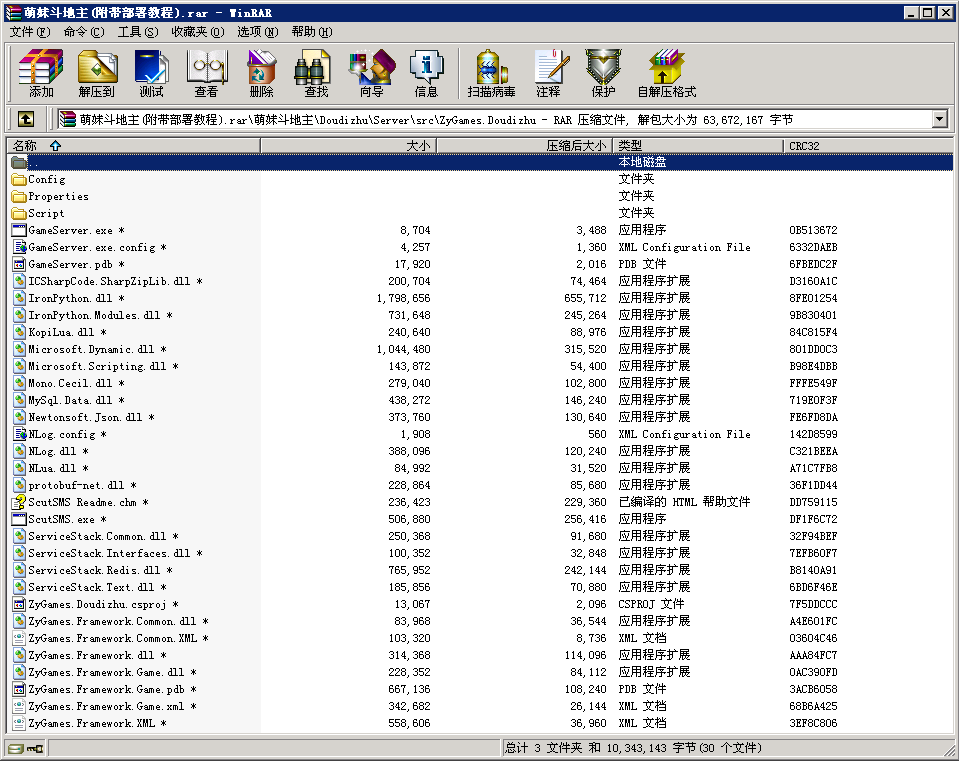 萌妹斗地主(附带部署教程).rar - WinRAR
文件(F) 命令(C) 工具(S) 收藏夹(O) 选项(N) 帮助(H)
添加 解压到 测试 查看 删除 查找 向导 信息 扫描病毒 注释 保护 自解压格式
萌妹斗地主(附带部署教程).rar\萌妹斗地主\Doudizhu\Server\src\ZyGames.Doudizhu - RAR 压缩文件, 解包大小为 63,672,167 字节
名称 大小 压缩后大小 类型 CRC32
.. 本地磁盘
Config 文件夹
Properties 文件夹
Script 文件夹
GameServer.exe * 8,704 3,488 应用程序 0B513672
GameServer.exe.config * 4,257 1,360 XML Configuration File 6332DAEB
GameServer.pdb * 17,920 2,016 PDB 文件 6FBEDC2F
ICSharpCode.SharpZipLib.dll * 200,704 74,464 应用程序扩展 D3160A1C
IronPython.dll * 1,798,656 655,712 应用程序扩展 8FE01254
IronPython.Modules.dll * 731,648 245,264 应用程序扩展 9B830401
KopiLua.dll * 240,640 88,976 应用程序扩展 84C815F4
Microsoft.Dynamic.dll * 1,044,480 315,520 应用程序扩展 801DD0C3
Microsoft.Scripting.dll * 143,872 54,400 应用程序扩展 B98E4DBB
Mono.Cecil.dll * 279,040 102,800 应用程序扩展 FFFE549F
MySql.Data.dll * 438,272 146,240 应用程序扩展 719E0F3F
Newtonsoft.Json.dll * 373,760 130,640 应用程序扩展 FE6FD8DA
NLog.config * 1,908 560 XML Configuration File 142D8599
NLog.dll * 388,096 120,240 应用程序扩展 C321BEEA
NLua.dll * 84,992 31,520 应用程序扩展 A71C7FB8
protobuf-net.dll * 228,864 85,680 应用程序扩展 36F1DD44
ScutSMS Readme.chm * 236,423 229,360 已编译的 HTML 帮助文件 DD759115
ScutSMS.exe * 506,880 256,416 应用程序 DF1F6C72
ServiceStack.Common.dll * 250,368 91,680 应用程序扩展 32F94BEF
ServiceStack.Interfaces.dll * 100,352 32,848 应用程序扩展 7EFB60F7
ServiceStack.Redis.dll * 765,952 242,144 应用程序扩展 B8140A91
ServiceStack.Text.dll * 185,856 70,880 应用程序扩展 6BD6F46E
ZyGames.Doudizhu.csproj * 13,067 2,096 CSPROJ 文件 7F5DDCCC
ZyGames.Framework.Common.dll * 83,968 36,544 应用程序扩展 A4E601FC
ZyGames.Framework.Common.XML * 103,320 8,736 XML 文档 03604C46
ZyGames.Framework.dll * 314,368 114,096 应用程序扩展 AAA84FC7
ZyGames.Framework.Game.dll * 228,352 84,112 应用程序扩展 0AC390FD
ZyGames.Framework.Game.pdb * 667,136 108,240 PDB 文件 3ACB6058
ZyGames.Framework.Game.xml * 342,682 26,144 XML 文档 68B6A425
ZyGames.Framework.XML * 558,606 36,960 XML 文档 3EF8C806
总计 3 文件夹 和 10,343,143 字节(30 个文件)